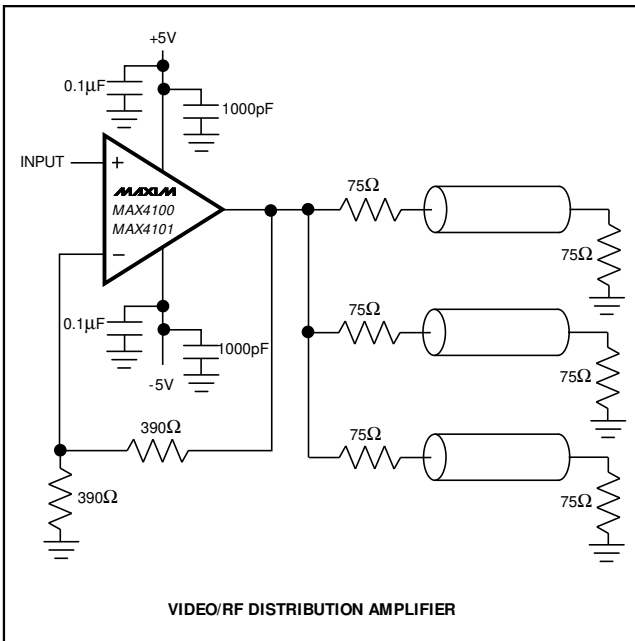 +5V
0.1µF
1000pF
INPUT
+
MAXIM
MAX4100
MAX4101
−
75Ω
75Ω
0.1µF
1000pF
-5V
75Ω
75Ω
390Ω
75Ω
390Ω
75Ω
VIDEO/RF DISTRIBUTION AMPLIFIER